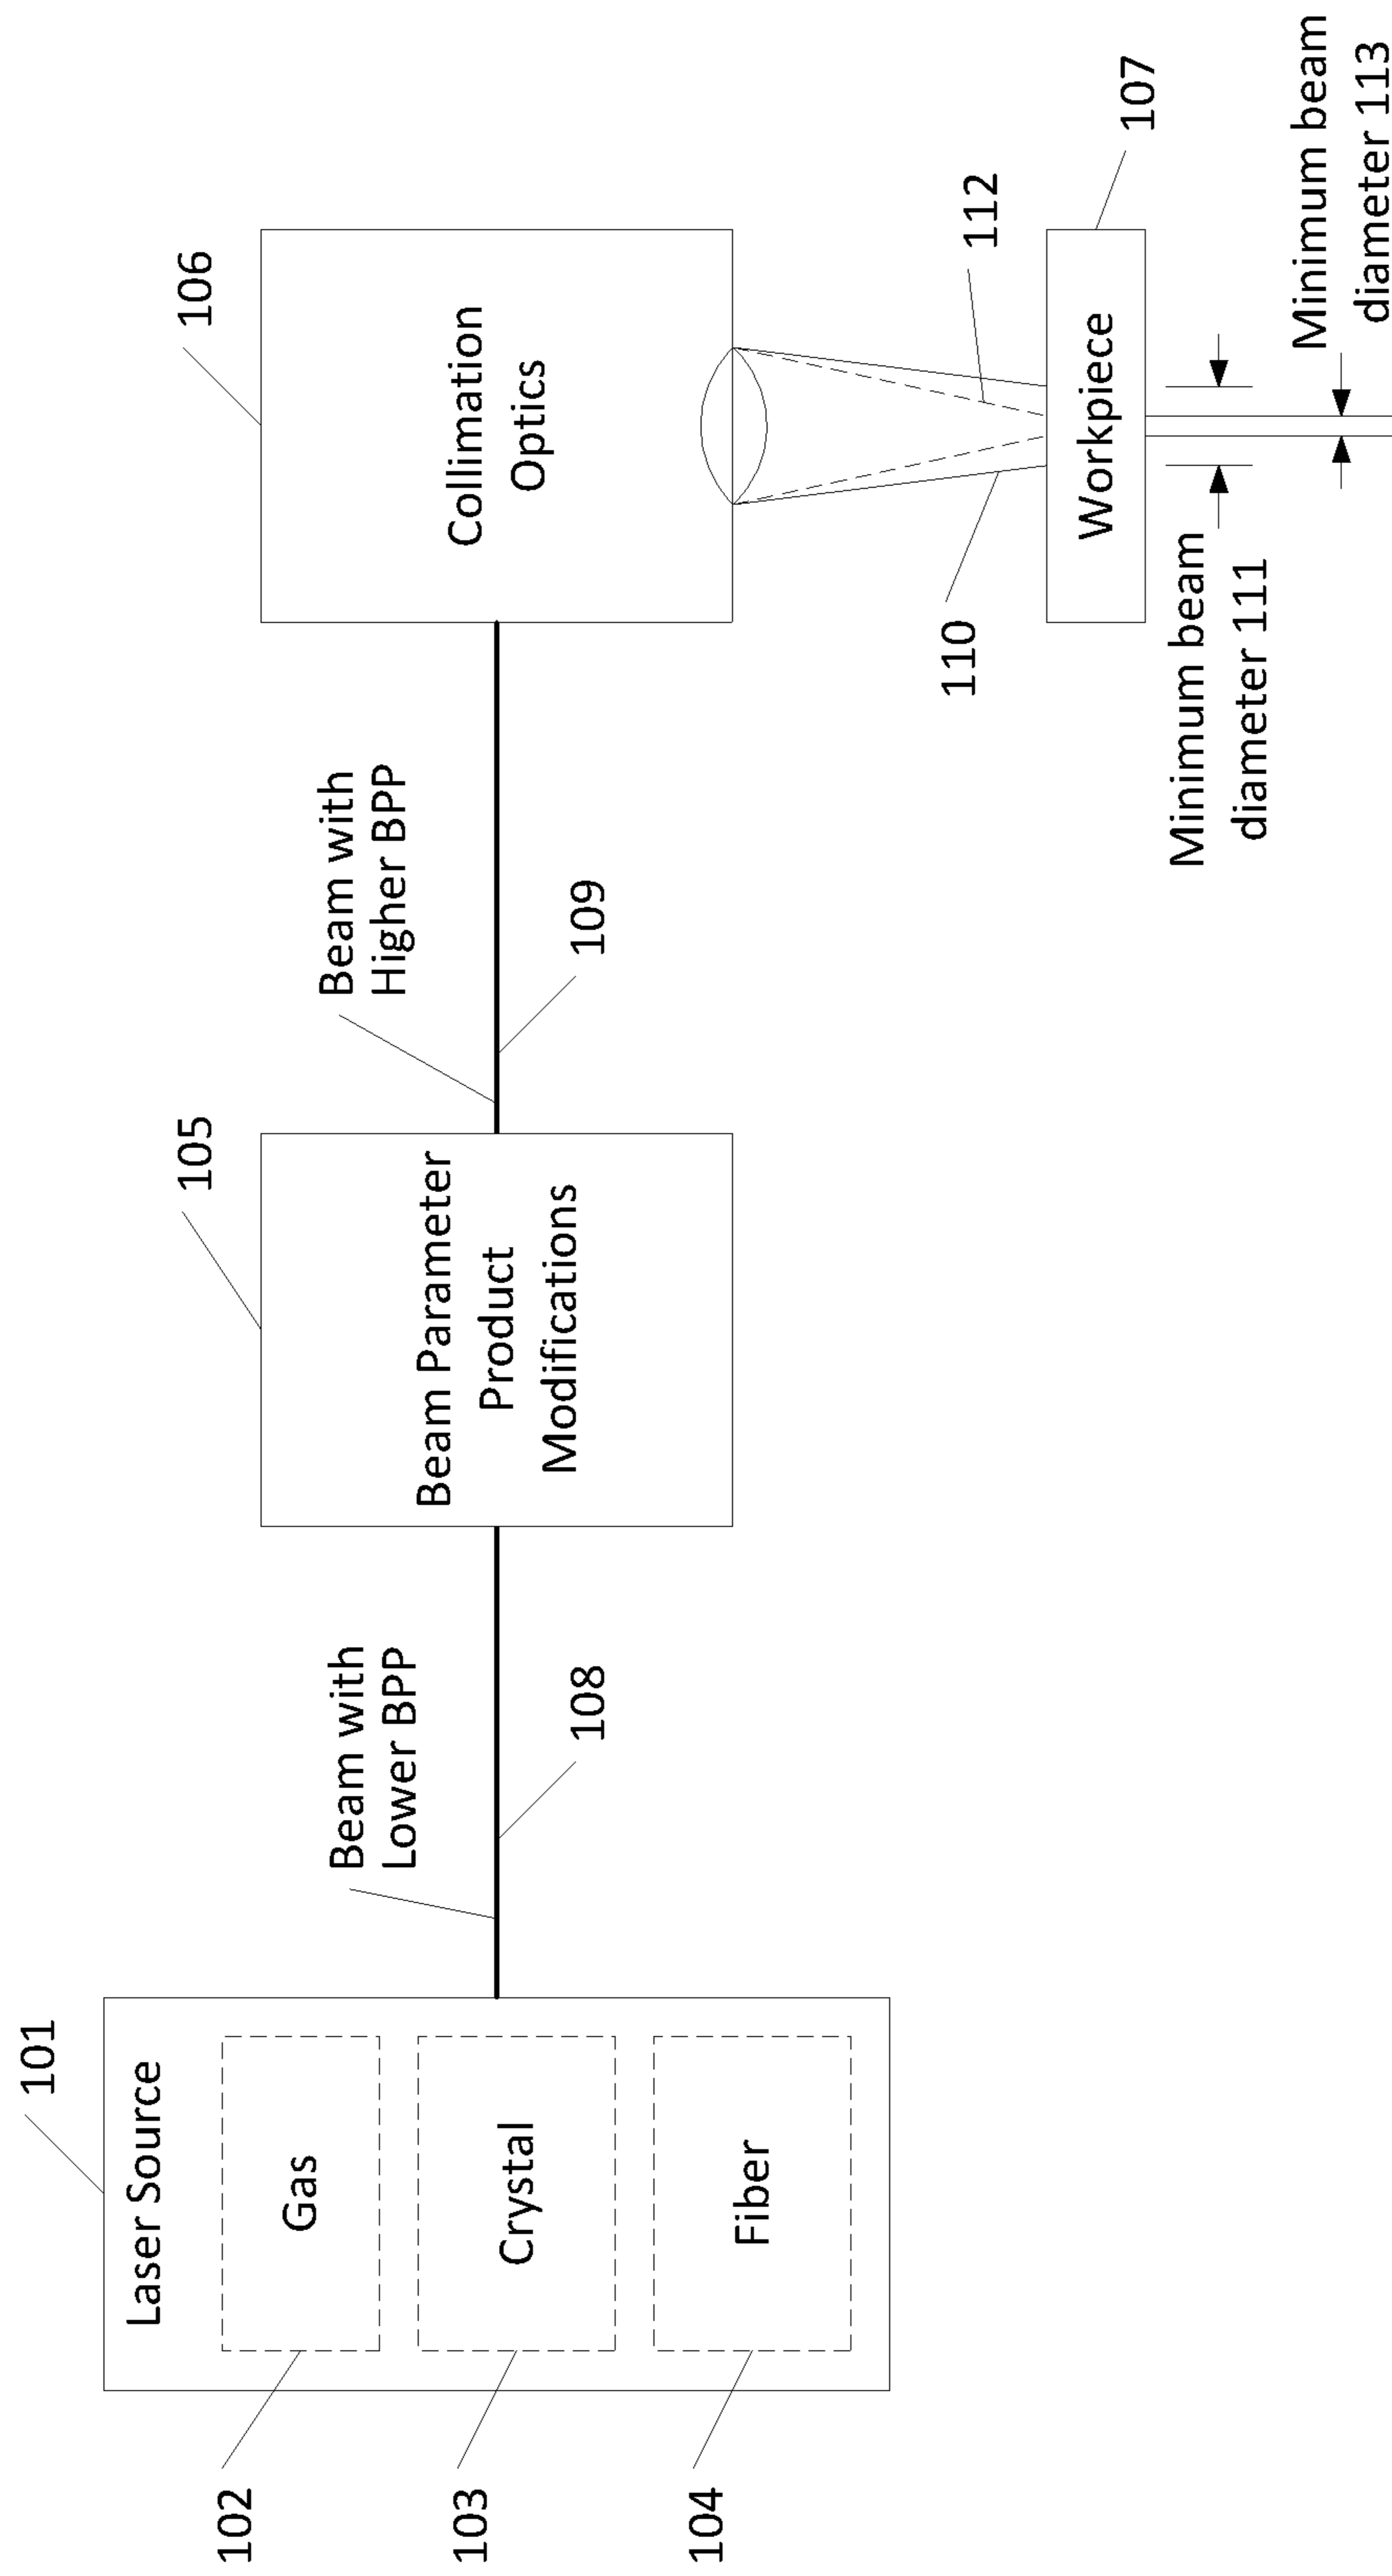 101
Laser Source
102
Gas
103
Crystal
104
Fiber
Beam with
Lower BPP
108
105
Beam Parameter
Product
Modifications
Beam with
Higher BPP
109
106
Collimation
Optics
110
112
Workpiece
107
Minimum beam
diameter 111
Minimum beam
diameter 113